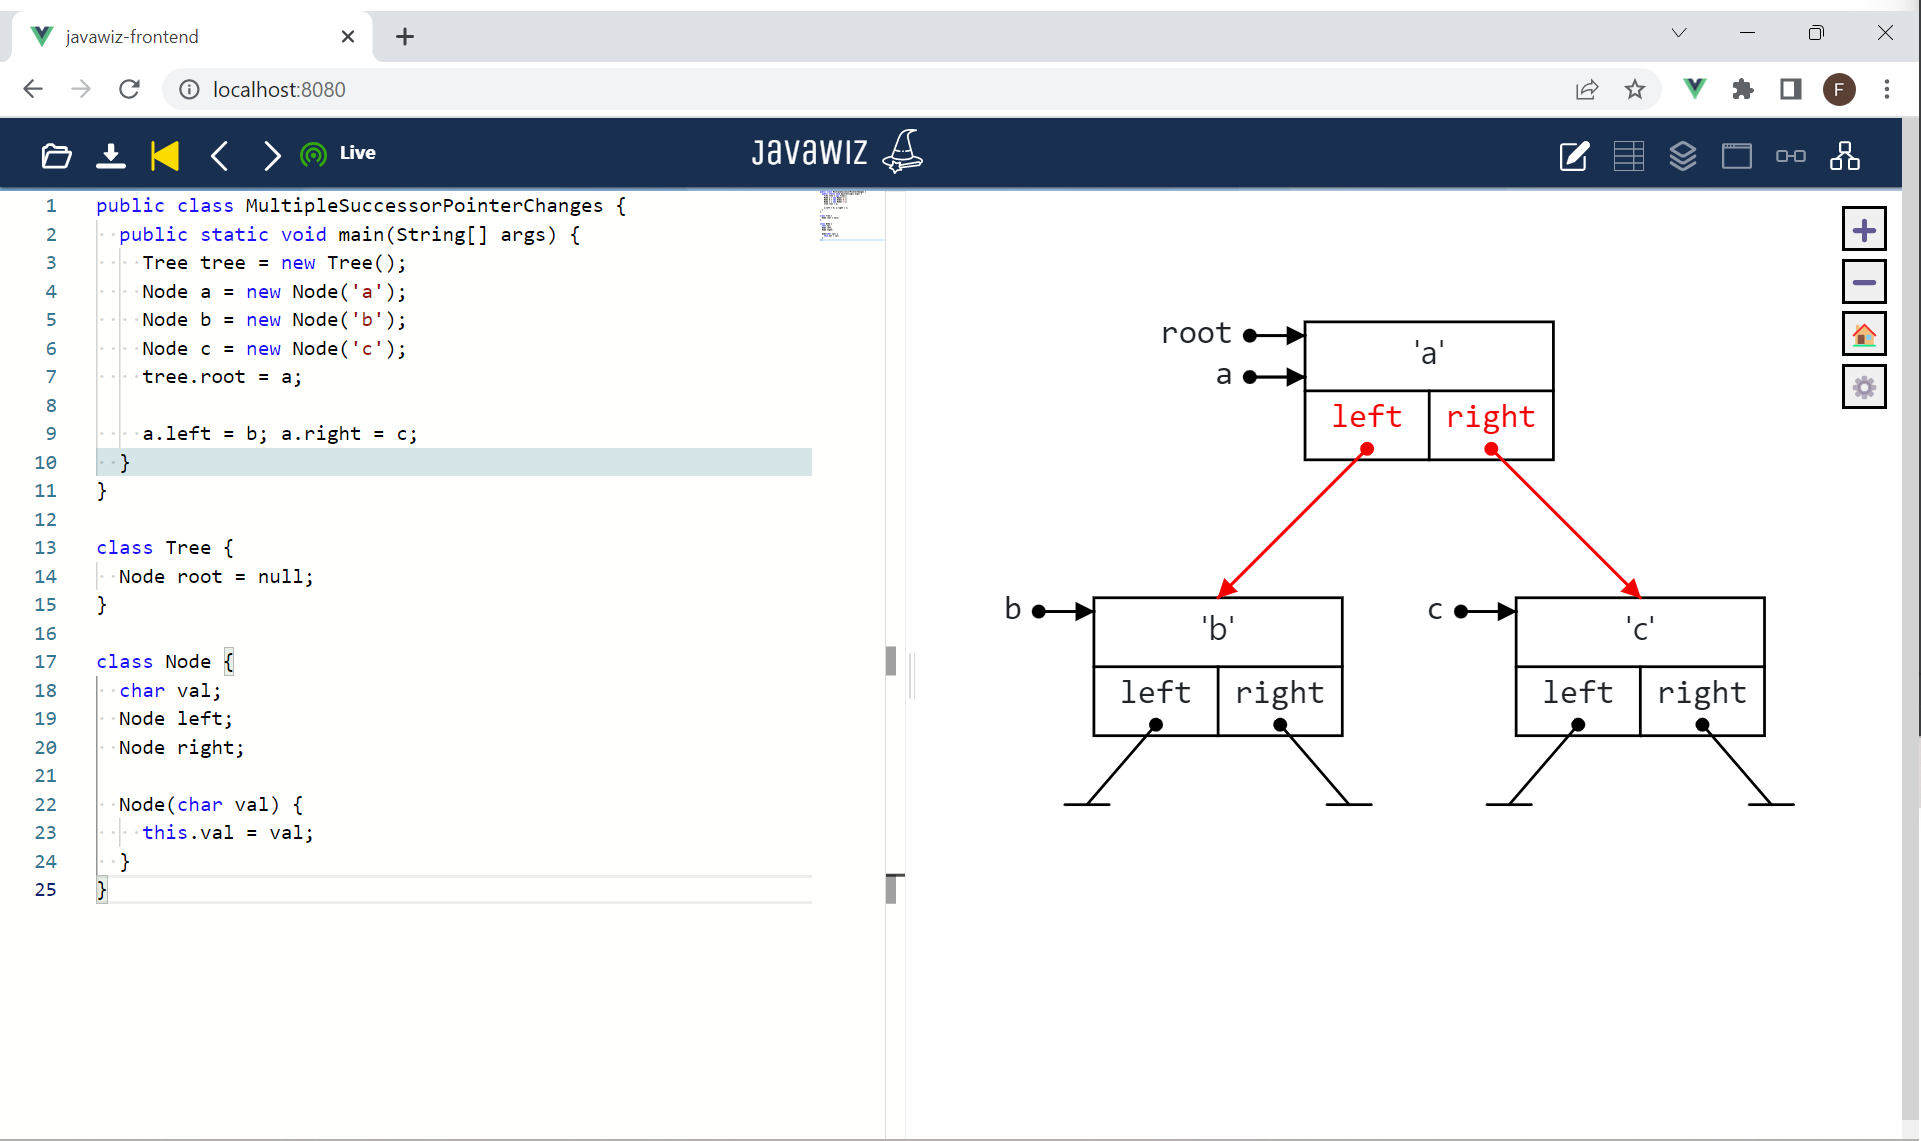 javawiz-frontend
localhost:8080
F
Live
JavaWIZ
1 public class MultipleSuccessorPointerChanges {
2 public static void main(String[] args) {
3 Tree tree = new Tree();
4 Node a = new Node('a');
5 Node b = new Node('b');
6 Node c = new Node('c');
7 tree.root = a;
8
9 a.left = b; a.right = c;
10 }
11 }
12
13 class Tree {
14 Node root = null;
15 }
16
17 class Node {
18 char val;
19 Node left;
20 Node right;
21
22 Node(char val) {
23 this.val = val;
24 }
25 }
root
a
'a'
left right
b
'b'
left right
c
'c'
left right